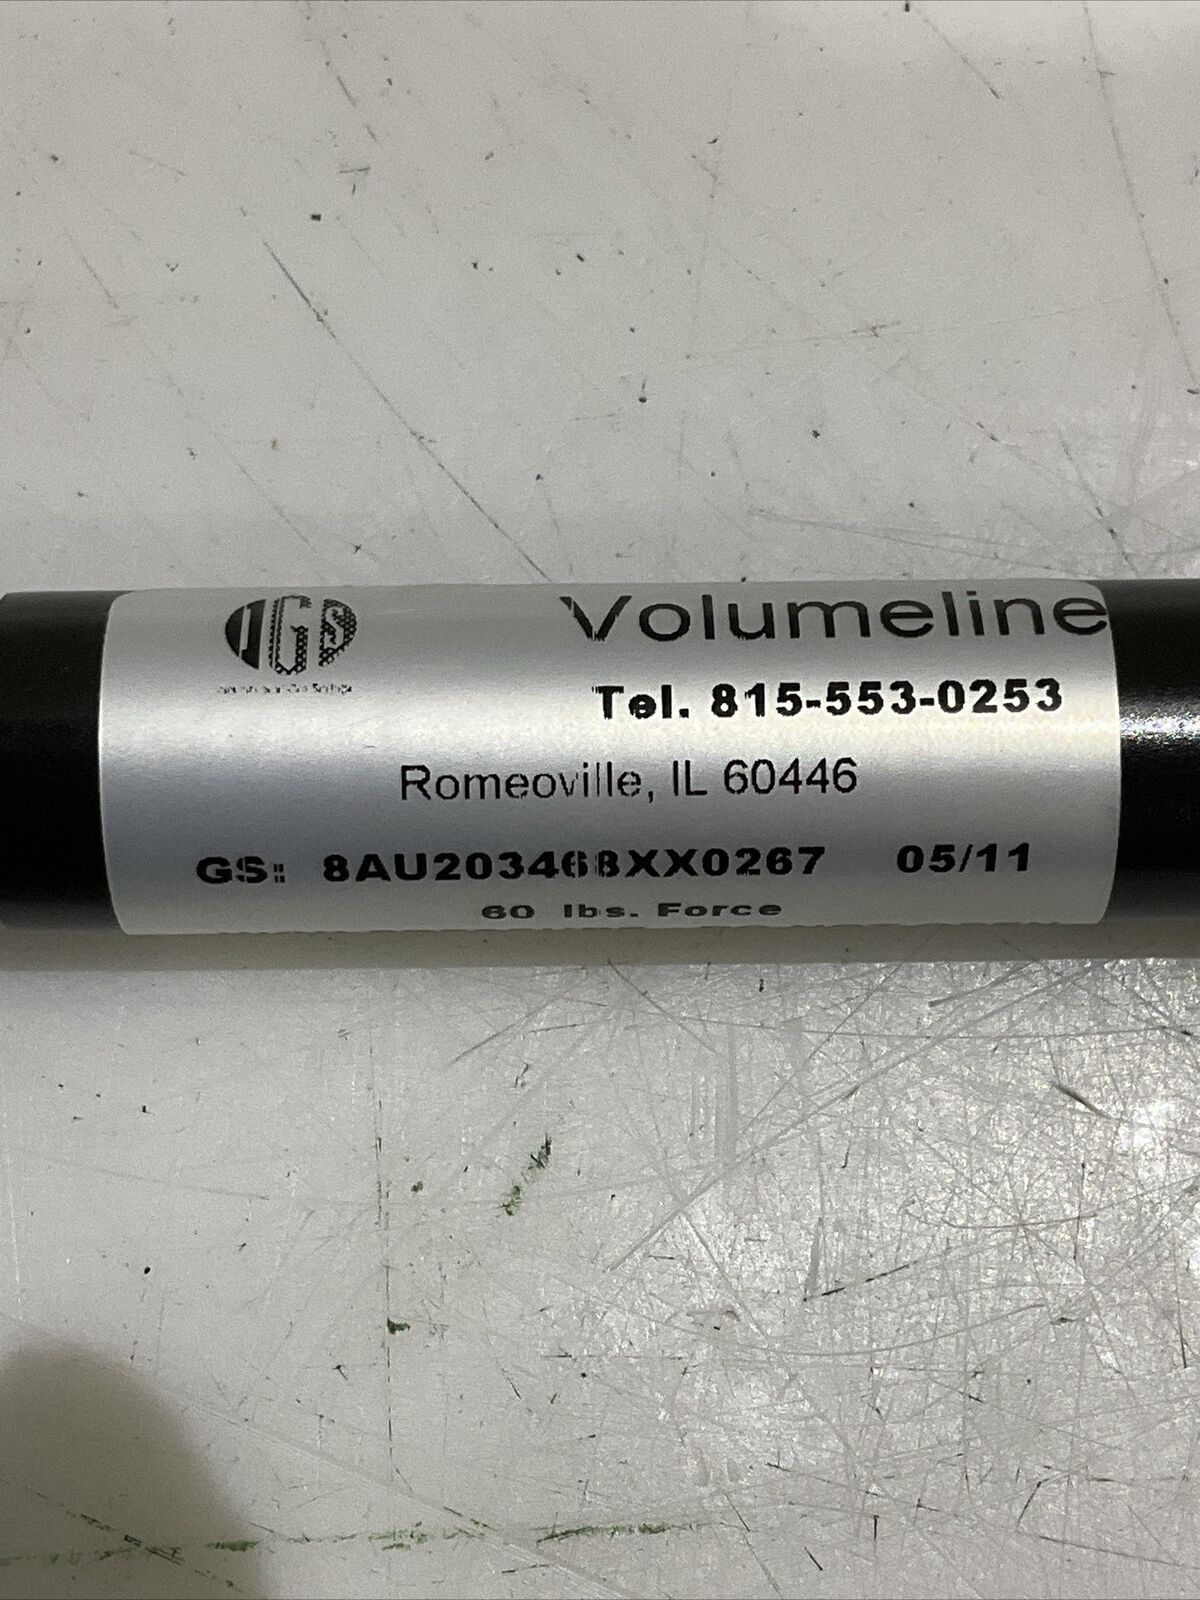 IGS
Volumeline
Tel. 815-553-0253
Romeoville, IL 60446
GS: 8AU203468XX0267 05/11
60 lbs. Force